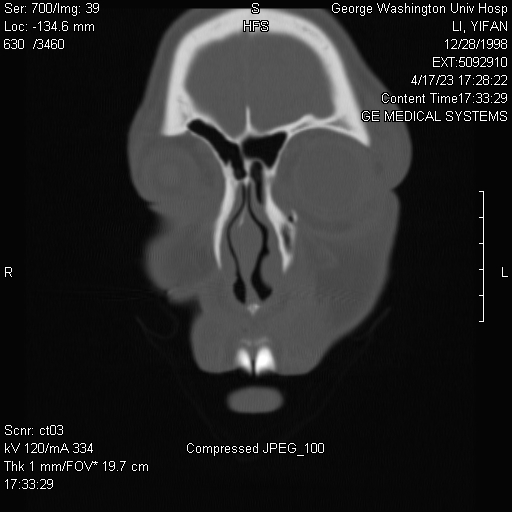 Ser: 700/Img: 39
Loc: -134.6 mm
630 /3460
S
HFS
George Washington Univ Hosp
LI, YIFAN
12/28/1998
EXT:5092910
4/17/23 17:28:22
Content Time17:33:29
GE MEDICAL SYSTEMS
R
L
Scnr: ct03
kV 120/mA 334
Thk 1 mm/FOV* 19.7 cm
17:33:29
Compressed JPEG_100